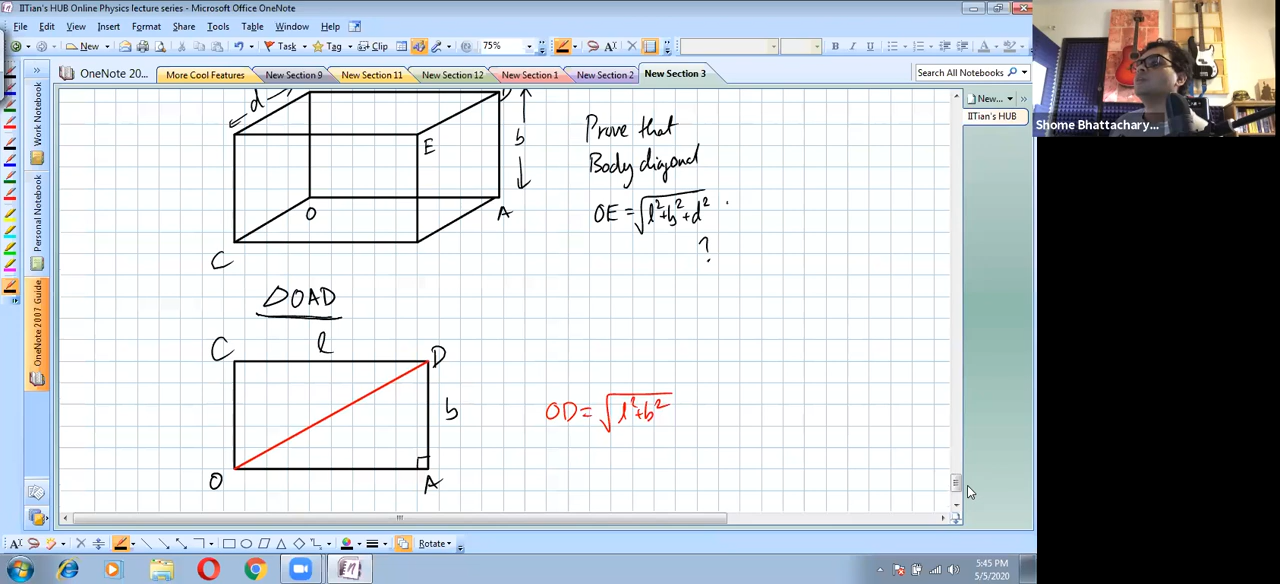 IITian's HUB Online Physics lecture series - Microsoft Office OneNote
File Edit View Insert Format Share Tools Table Window Help
New Task Tag Clip 75% B I U A
OneNote 20... More Cool Features New Section 9 New Section 11 New Section 12 New Section 1 New Section 2 New Section 3 Search All Notebooks
New...
IITian's HUB
Shome Bhattachary...
Work Notebook
Personal Notebook
OneNote 2007 Guide
d
b
E
O
A
C
Prove that
Body diagonal
OE = √l²+b²+d²
?
△OAD
l
C
D
b
O
A
OD = √l²+b²
Rotate
5:45 PM
5/5/2020